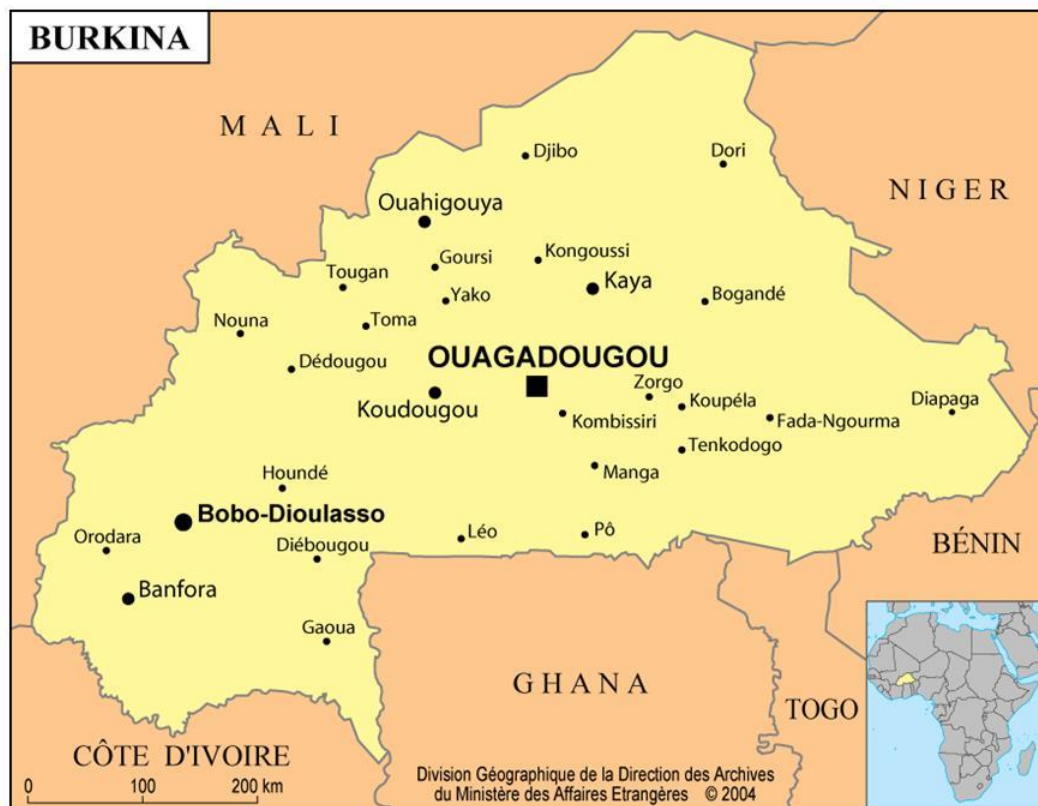 BURKINA
MALI
NIGER
Djibo
Dori
Ouahigouya
Goursi
Kongoussi
Tougan
Kaya
Yako
Bogandé
Nouna
Toma
OUAGADOUGOU
Dédougou
Zorgo
Koupéla
Diapaga
Koudougou
Kombissiri
Fada-Ngourma
Tenkodogo
Houndé
Manga
Bobo-Dioulasso
Orodara
Diébougou
Léo
Pô
BÉNIN
Banfora
Gaoua
GHANA
TOGO
CÔTE D'IVOIRE
0 100 200 km
Division Géographique de la Direction des Archives
du Ministère des Affaires Etrangères © 2004